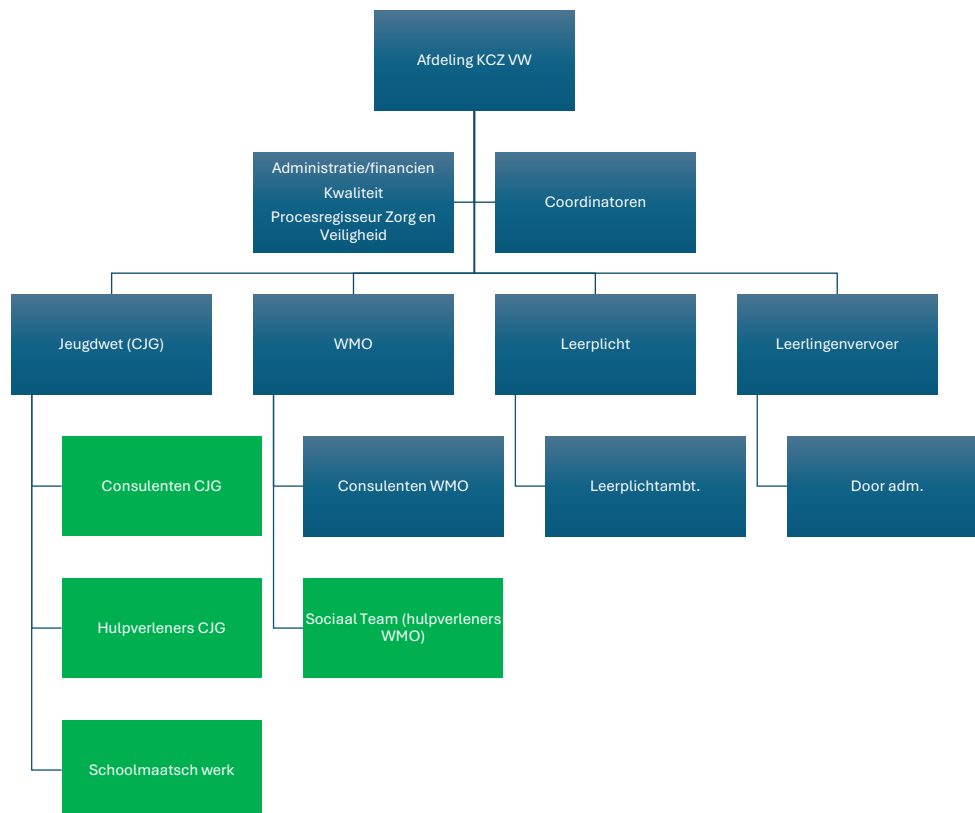 Afdeling KCZ VW
Administratie/financien
Kwaliteit
Procesregisseur Zorg en
Veiligheid
Coordinatoren
Jeugdwet (CJG)
WMO
Leerplicht
Leerlingenvervoer
Consulenten CJG
Consulenten WMO
Leerplichtambt.
Door adm.
Hulpverleners CJG
Sociaal Team (hulpverleners
WMO)
Schoolmaatsch werk